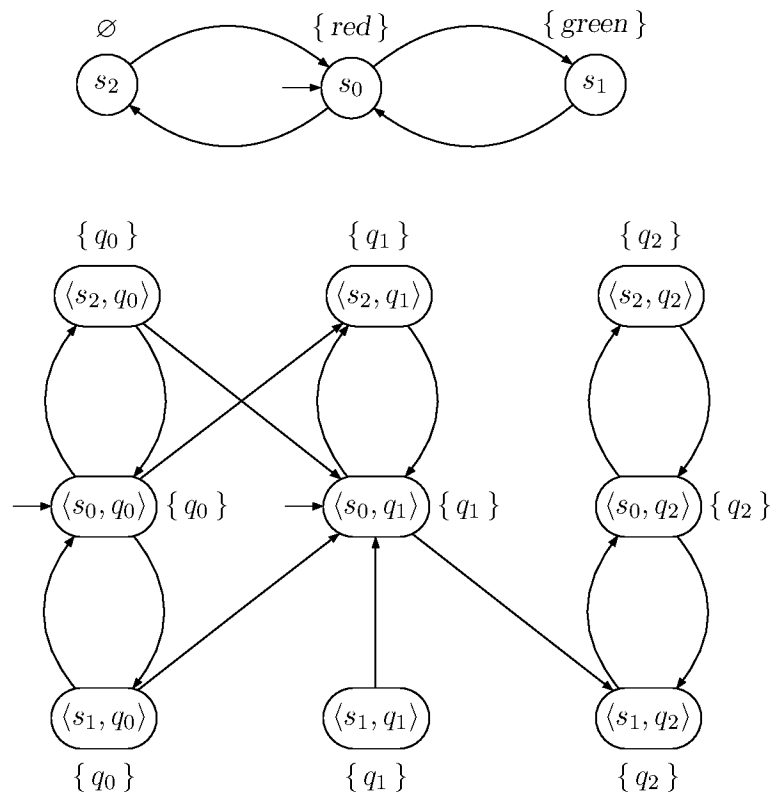 ∅ { red } { green }
s₂ s₀ s₁
{ q₀ } { q₁ } { q₂ }
⟨s₂, q₀⟩ ⟨s₂, q₁⟩ ⟨s₂, q₂⟩
⟨s₀, q₀⟩ { q₀ } ⟨s₀, q₁⟩ { q₁ } ⟨s₀, q₂⟩ { q₂ }
⟨s₁, q₀⟩ ⟨s₁, q₁⟩ ⟨s₁, q₂⟩
{ q₀ } { q₁ } { q₂ }